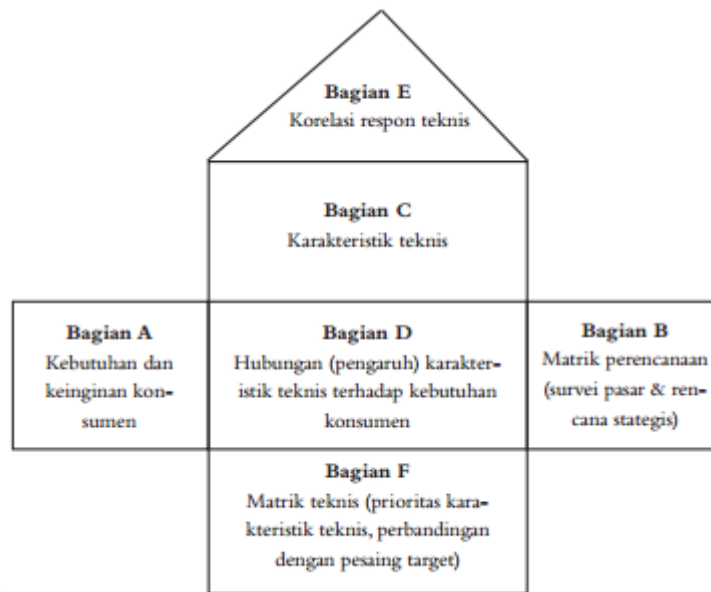 Bagian E
Korelasi respon teknis
Bagian C
Karakteristik teknis
Bagian A
Kebutuhan dan
keinginan kon-
sumen
Bagian D
Hubungan (pengaruh) karakter-
istik teknis terhadap kebutuhan
konsumen
Bagian B
Matrik perencanaan
(survei pasar & ren-
cana stategis)
Bagian F
Matrik teknis (prioritas kara-
kteristik teknis, perbandingan
dengan pesaing target)